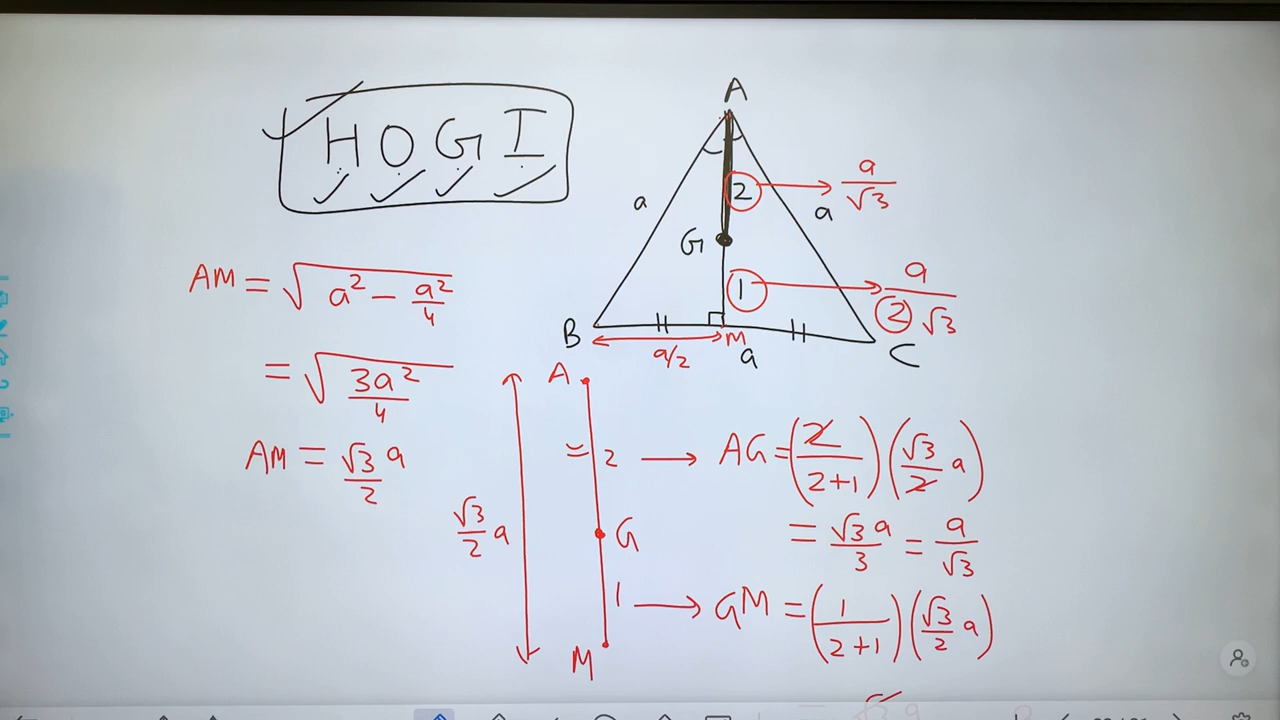 H O G I
A
2 → a/√3
a
a
G
1 → a/(2√3)
B
M
C
a/2
a
AM = √(a² − a²/4)
= √(3a²/4)
AM = √3/2 a
A
2 → AG = (2/(2+1)) (√3/2 a)
√3/2 a
G
= √3a/3 = a/√3
1 → GM = (1/(2+1)) (√3/2 a)
M